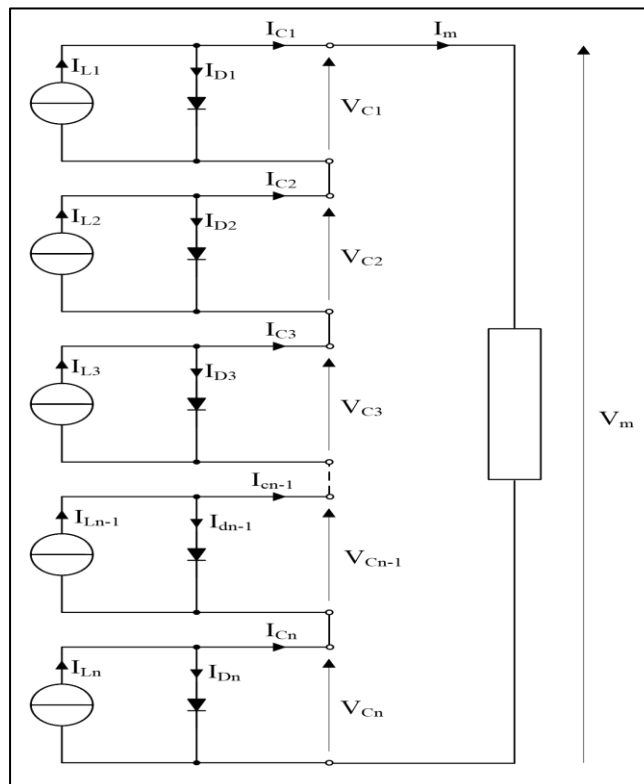 I_C1 I_m
I_L1 I_D1
V_C1
I_C2
I_L2 I_D2
V_C2
I_C3
I_L3 I_D3
V_C3
V_m
I_cn-1
I_Ln-1 I_dn-1
V_Cn-1
I_Cn
I_Ln I_Dn
V_Cn